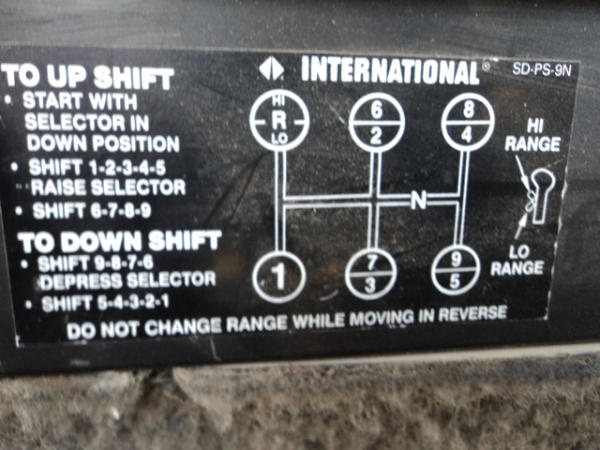 TO UP SHIFT
• START WITH
SELECTOR IN
DOWN POSITION
• SHIFT 1-2-3-4-5
RAISE SELECTOR
• SHIFT 6-7-8-9
TO DOWN SHIFT
• SHIFT 9-8-7-6
DEPRESS SELECTOR
• SHIFT 5-4-3-2-1
INTERNATIONAL®
SD-PS-9N
HI
R
LO
6
2
8
4
N
1
7
3
9
5
HI
RANGE
LO
RANGE
DO NOT CHANGE RANGE WHILE MOVING IN REVERSE